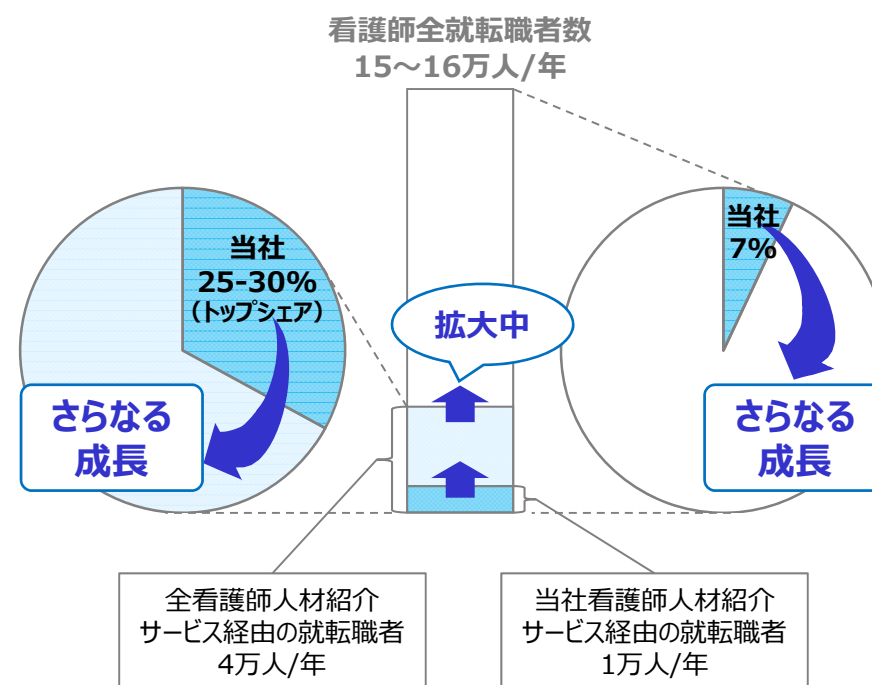 看護師全就転職者数
15～16万人/年
当社
25-30%
（トップシェア）
さらなる
成長
拡大中
当社
7%
さらなる
成長
全看護師人材紹介
サービス経由の就転職者
4万人/年
当社看護師人材紹介
サービス経由の就転職者
1万人/年